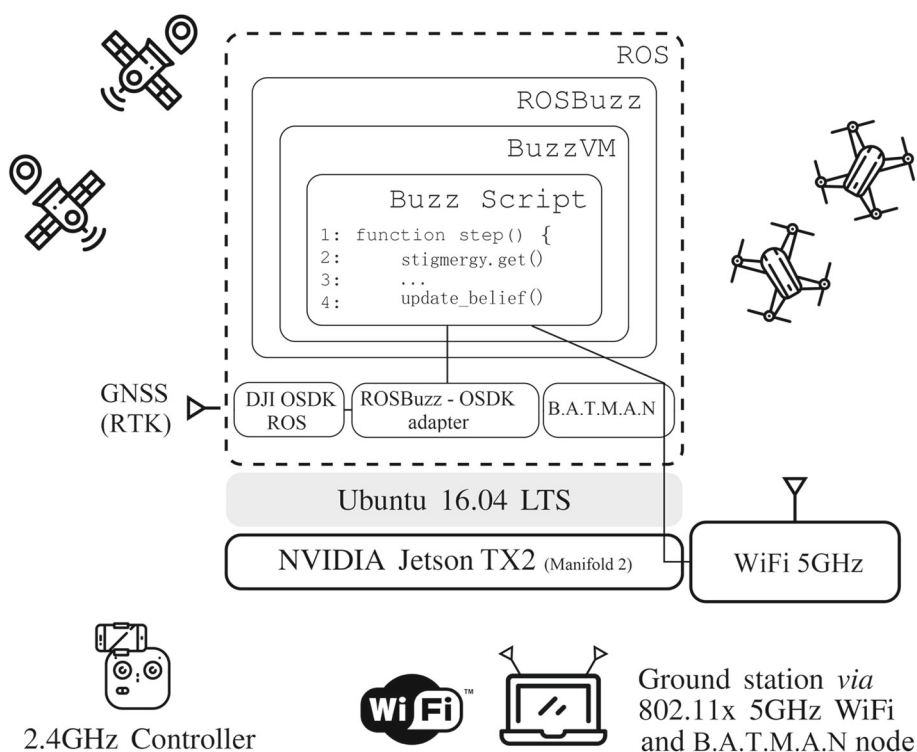 ROS
ROSBuzz
BuzzVM
Buzz Script
1: function step() {
2: stigmergy.get()
3: ...
4: update_belief()
GNSS
(RTK)
DJI OSDK
ROS
ROSBuzz - OSDK
adapter
B.A.T.M.A.N
Ubuntu 16.04 LTS
NVIDIA Jetson TX2 (Manifold 2)
WiFi 5GHz
2.4GHz Controller
WiFi™
Ground station via
802.11x 5GHz WiFi
and B.A.T.M.A.N node